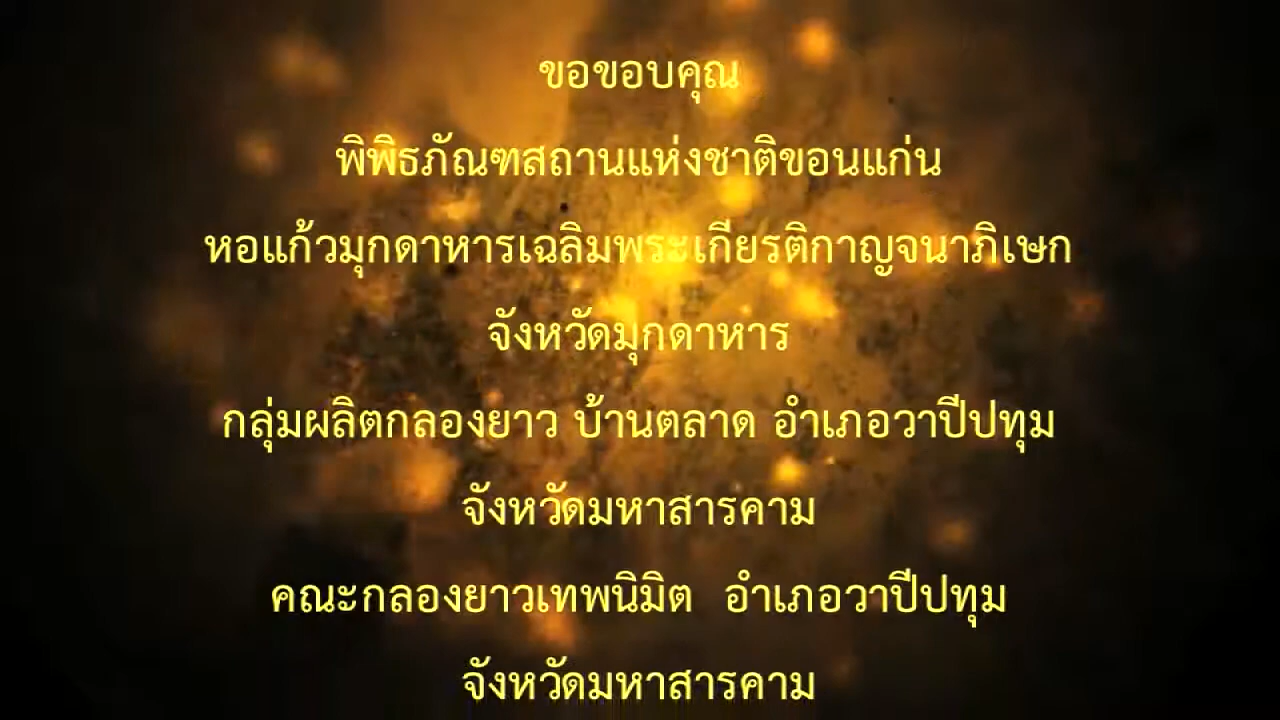 ขอขอบคุณ
พิพิธภัณฑสถานแห่งชาติขอนแก่น
หอแก้วมุกดาหารเฉลิมพระเกียรติกาญจนาภิเษก
จังหวัดมุกดาหาร
กลุ่มผลิตกลองยาว บ้านตลาด อำเภอวาปีปทุม
จังหวัดมหาสารคาม
คณะกลองยาวเทพนิมิต อำเภอวาปีปทุม
จังหวัดมหาสารคาม